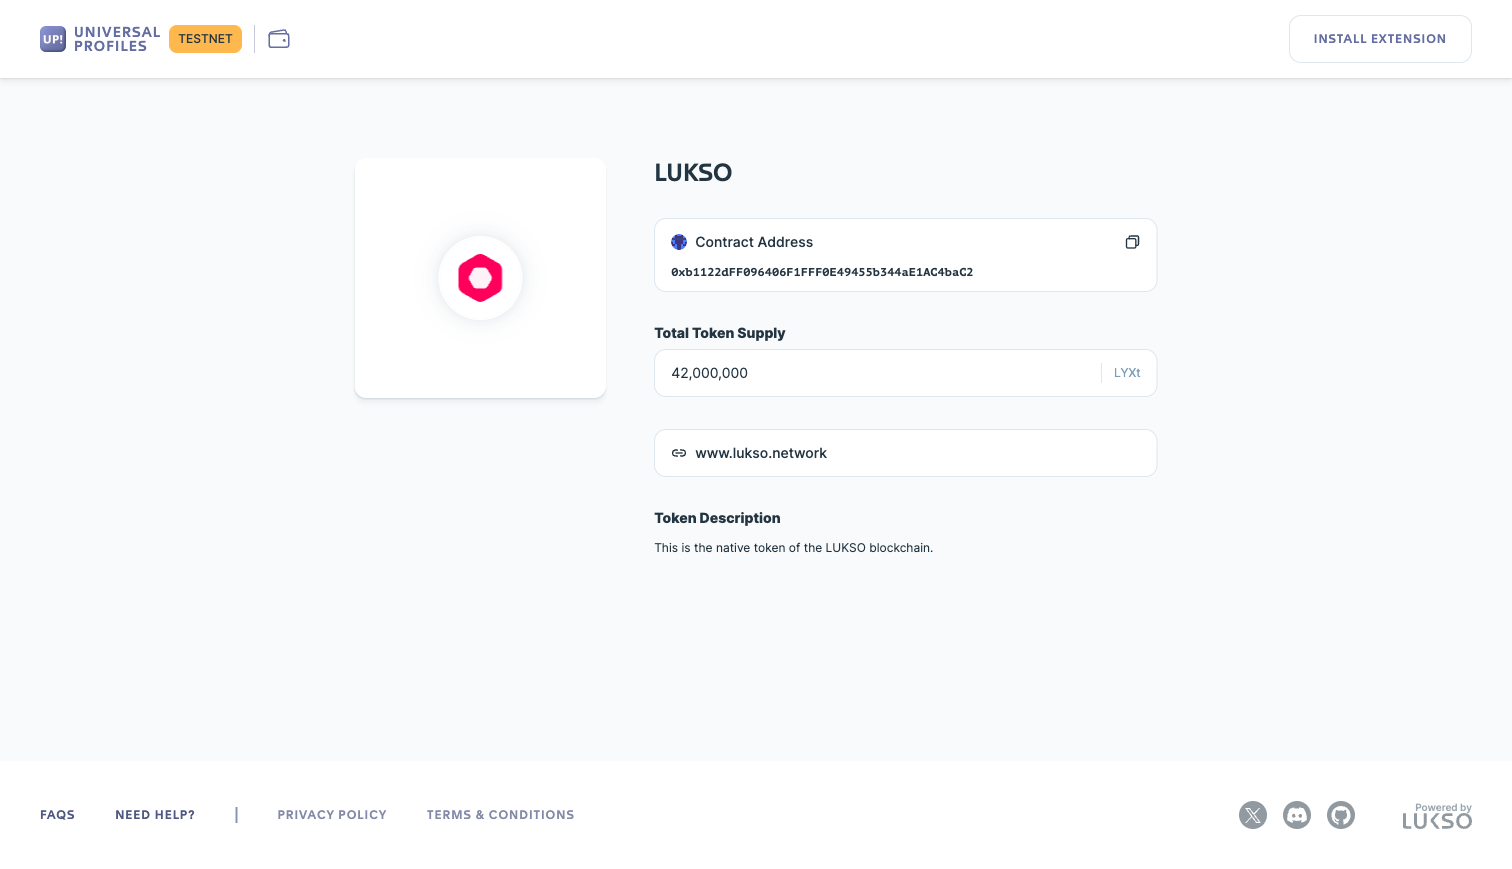 UP!
UNIVERSAL
PROFILES
TESTNET
INSTALL EXTENSION
LUKSO
Contract Address
0xb1122dFF096406F1FFF0E49455b344aE1AC4baC2
Total Token Supply
42,000,000
LYXt
www.lukso.network
Token Description
This is the native token of the LUKSO blockchain.
FAQS
NEED HELP?
PRIVACY POLICY
TERMS & CONDITIONS
Powered by
LUKSO